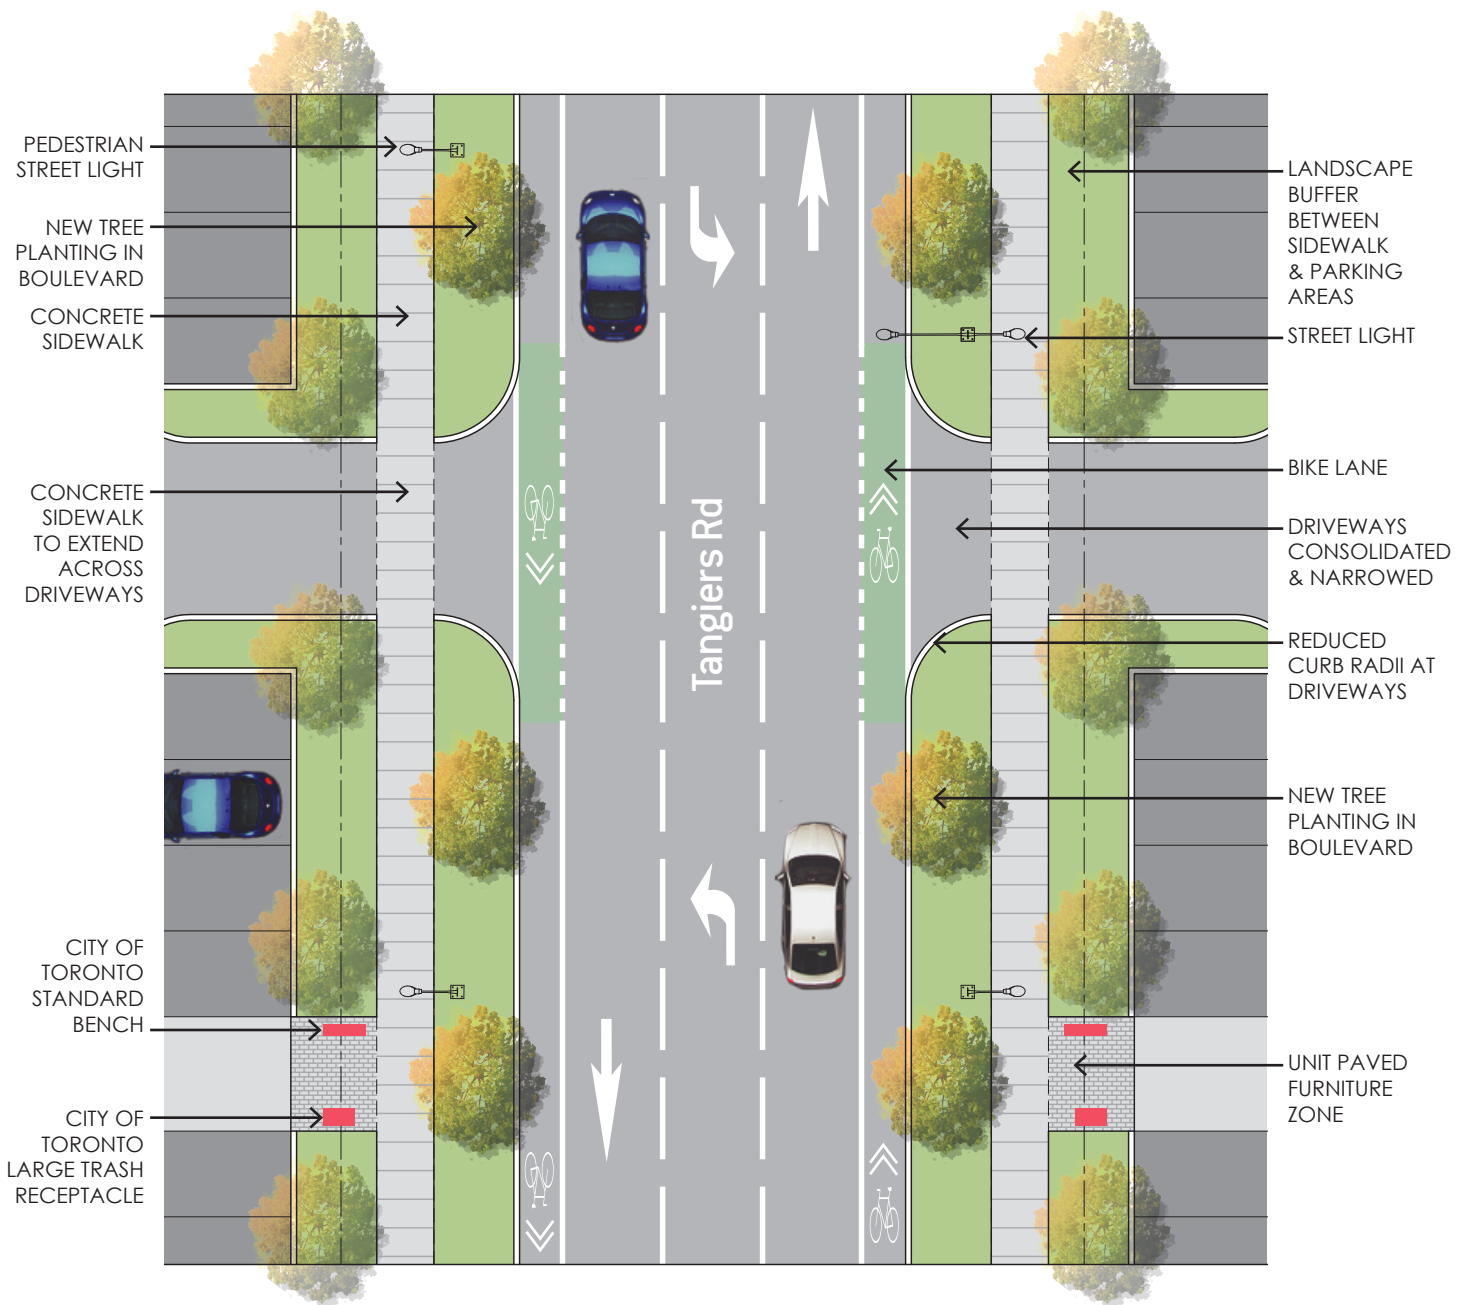 PEDESTRIAN
STREET LIGHT
NEW TREE
PLANTING IN
BOULEVARD
CONCRETE
SIDEWALK
CONCRETE
SIDEWALK
TO EXTEND
ACROSS
DRIVEWAYS
CITY OF
TORONTO
STANDARD
BENCH
CITY OF
TORONTO
LARGE TRASH
RECEPTACLE
Tangiers Rd
LANDSCAPE
BUFFER
BETWEEN
SIDEWALK
& PARKING
AREAS
STREET LIGHT
BIKE LANE
DRIVEWAYS
CONSOLIDATED
& NARROWED
REDUCED
CURB RADII AT
DRIVEWAYS
NEW TREE
PLANTING IN
BOULEVARD
UNIT PAVED
FURNITURE
ZONE